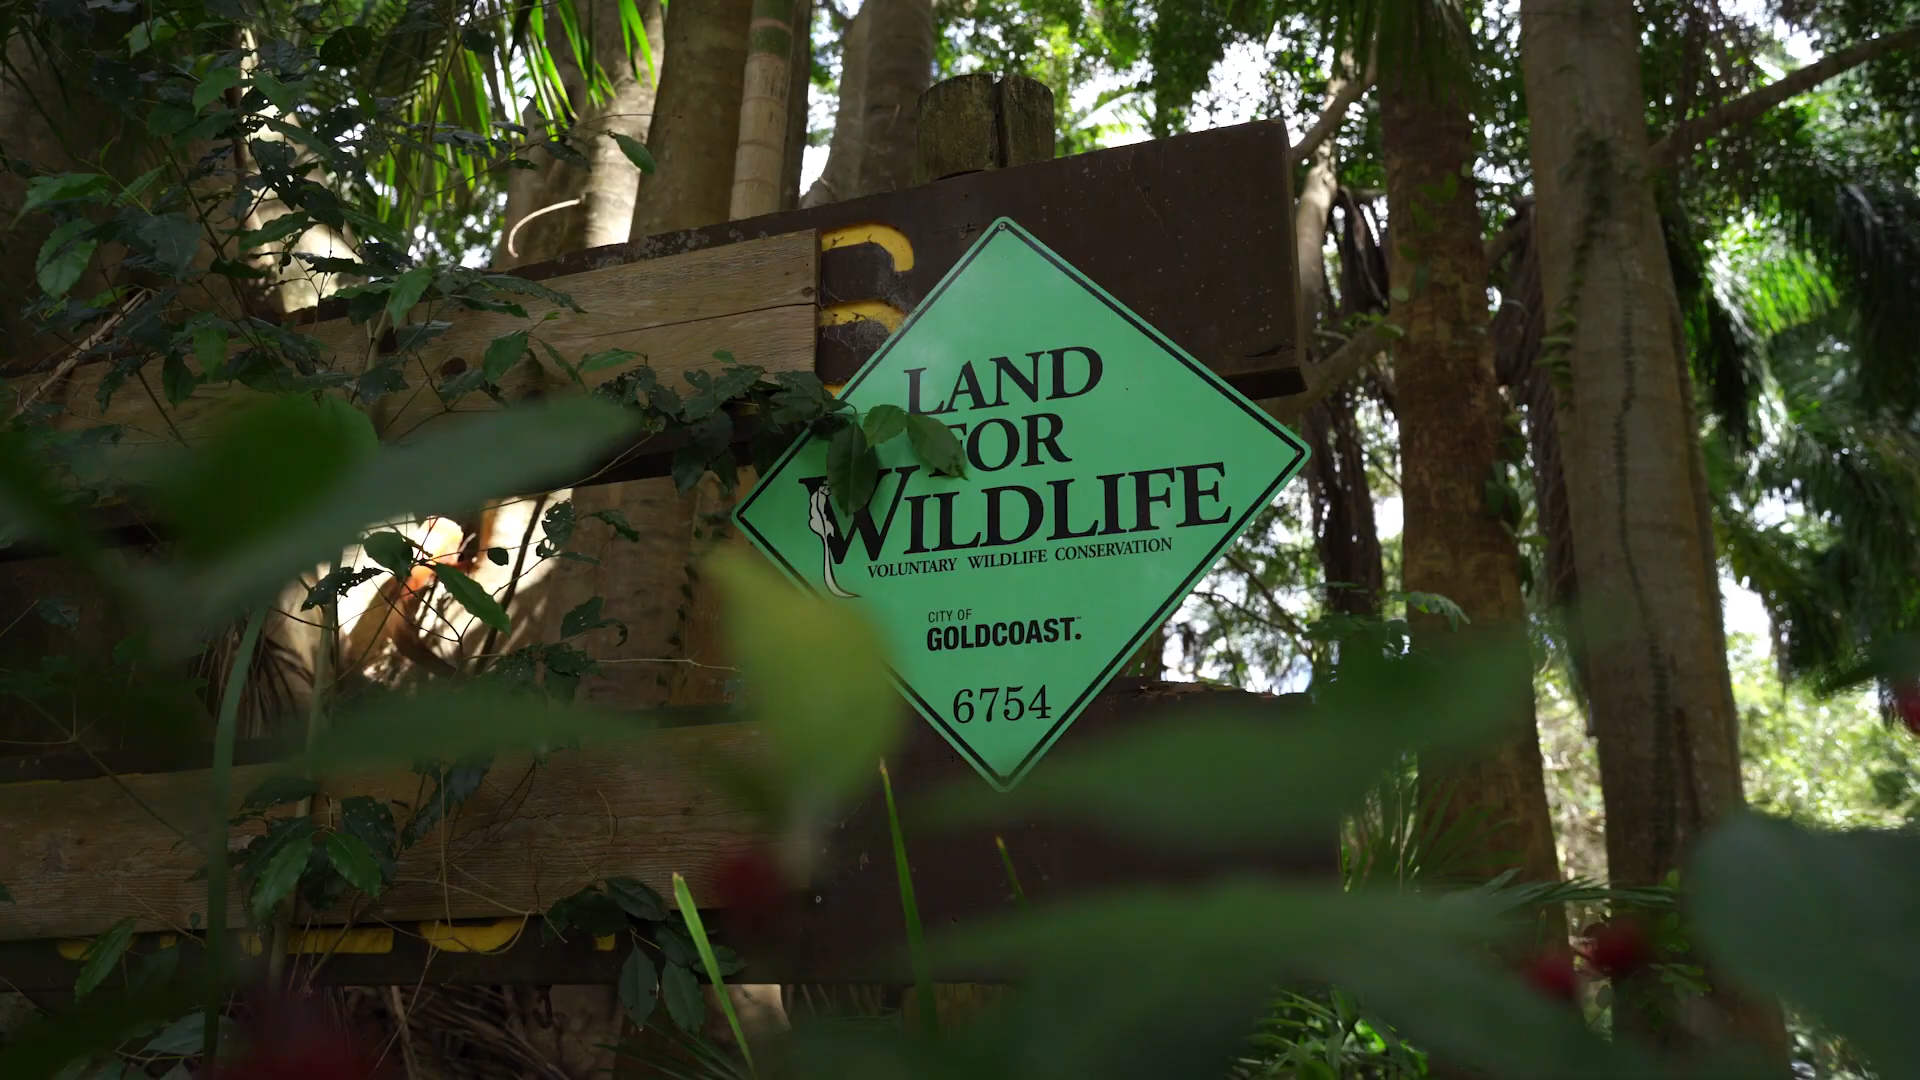 LAND
FOR
WILDLIFE
VOLUNTARY WILDLIFE CONSERVATION
CITY OF
GOLDCOAST.
6754